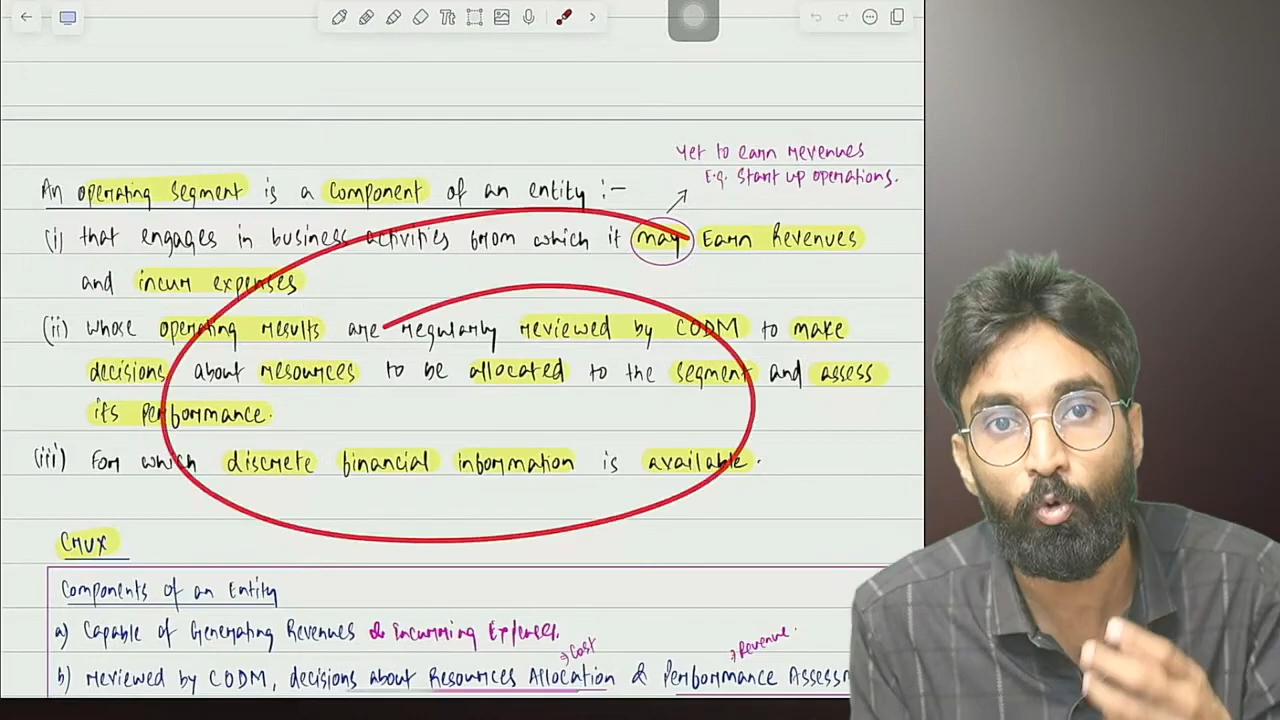 Yet to earn revenues
E.g. Start up operations.
An operating segment is a component of an entity :-
(i) that engages in business activities from which it may Earn Revenues
and incur expenses
(ii) whose operating results are regularly reviewed by CODM to make
decisions about resources to be allocated to the segment and assess
its performance.
(iii) For which discrete financial information is available.
Crux
Components of an Entity
a) Capable of Generating Revenues & Incurring Expenses.
Cost
Revenue.
b) reviewed by CODM, decisions about Resources Allocation & Performance Assessm